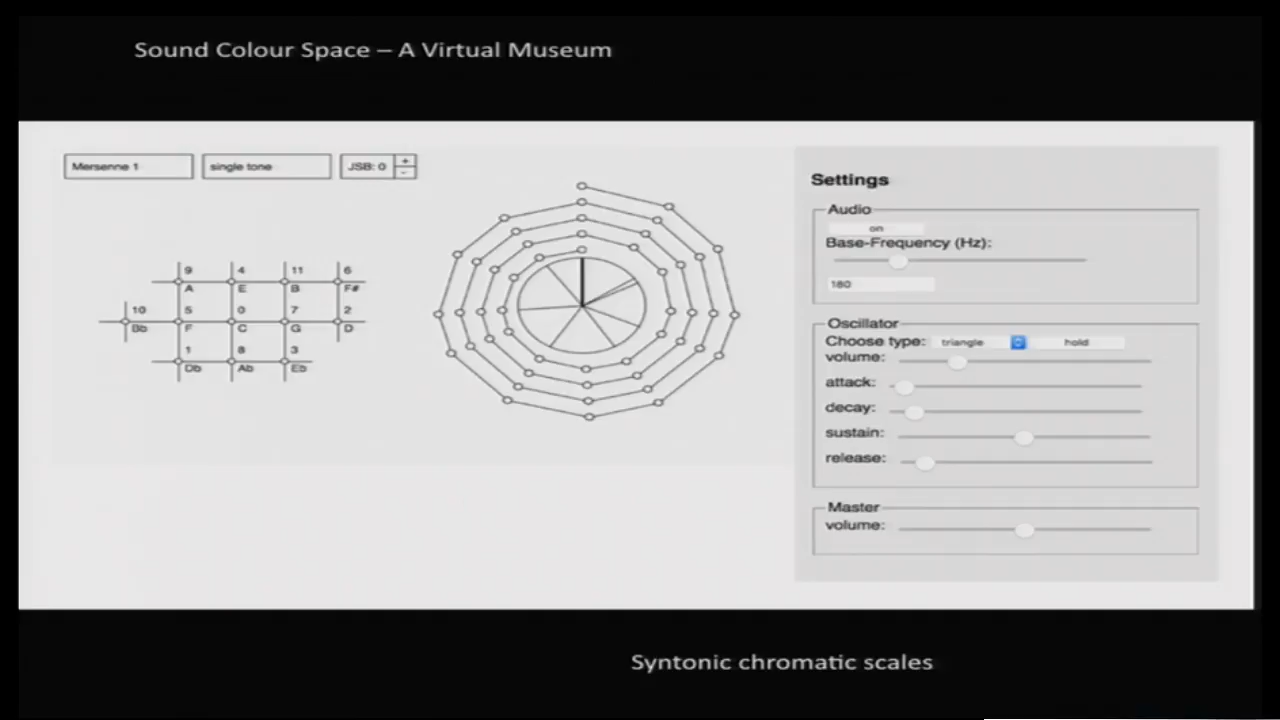 Sound Colour Space – A Virtual Museum
Mersenne 1
single tone
JSB: 0
+
-
9 4 11 6
A E B F#
10 5 0 7 2
Bb F C G D
1 8 3
Db Ab Eb
Settings
Audio
on
Base-Frequency (Hz):
180
Oscillator
Choose type: triangle hold
volume:
attack:
decay:
sustain:
release:
Master
volume:
Syntonic chromatic scales